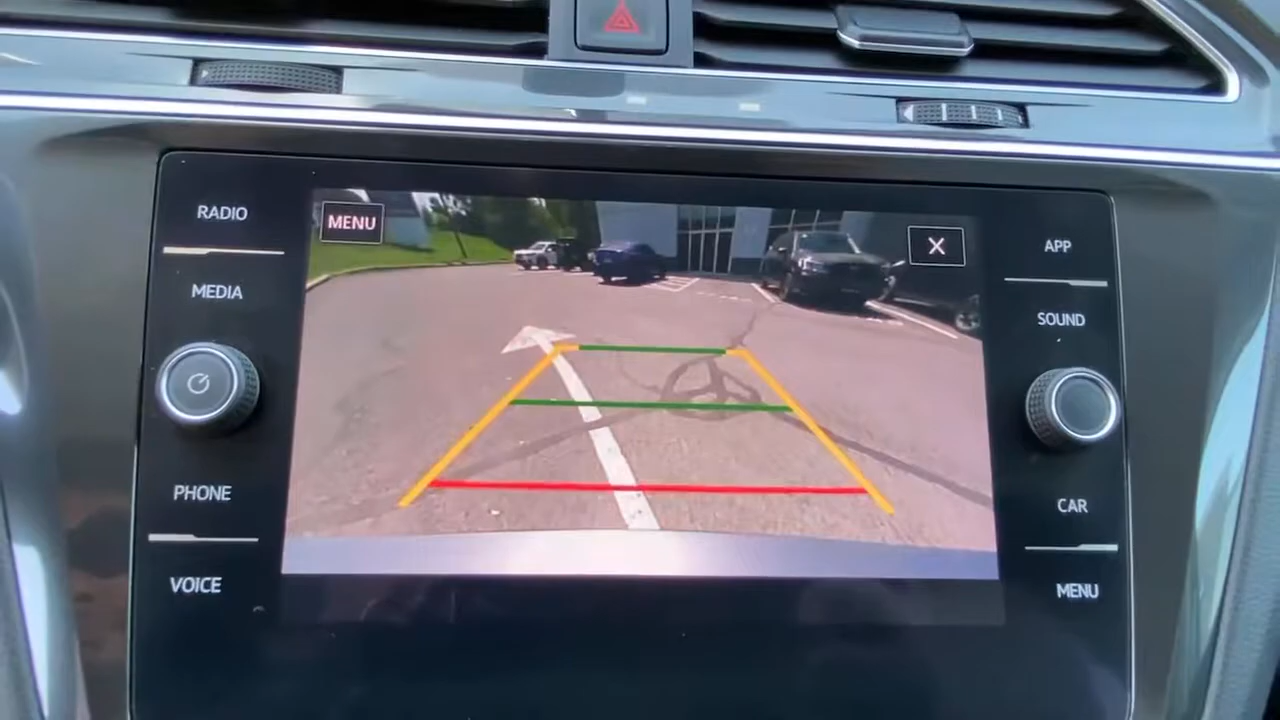 RADIO
MEDIA
PHONE
VOICE
MENU
X
APP
SOUND
CAR
MENU